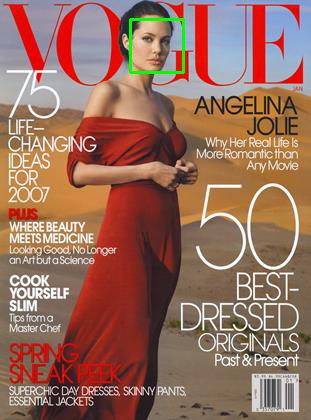 VOGUE
JAN
75
LIFE–
CHANGING
IDEAS
FOR
2007
ANGELINA
JOLIE
Why Her Real Life Is
More Romantic than
Any Movie
PLUS
WHERE BEAUTY
MEETS MEDICINE
Looking Good, No Longer
an Art but a Science
COOK
YOURSELF
SLIM
Tips from a
Master Chef
50
BEST-
DRESSED
ORIGINALS
Past & Present
SPRING
SNEAK PEEK
SUPERCHIC DAY DRESSES, SKINNY PANTS,
ESSENTIAL JACKETS